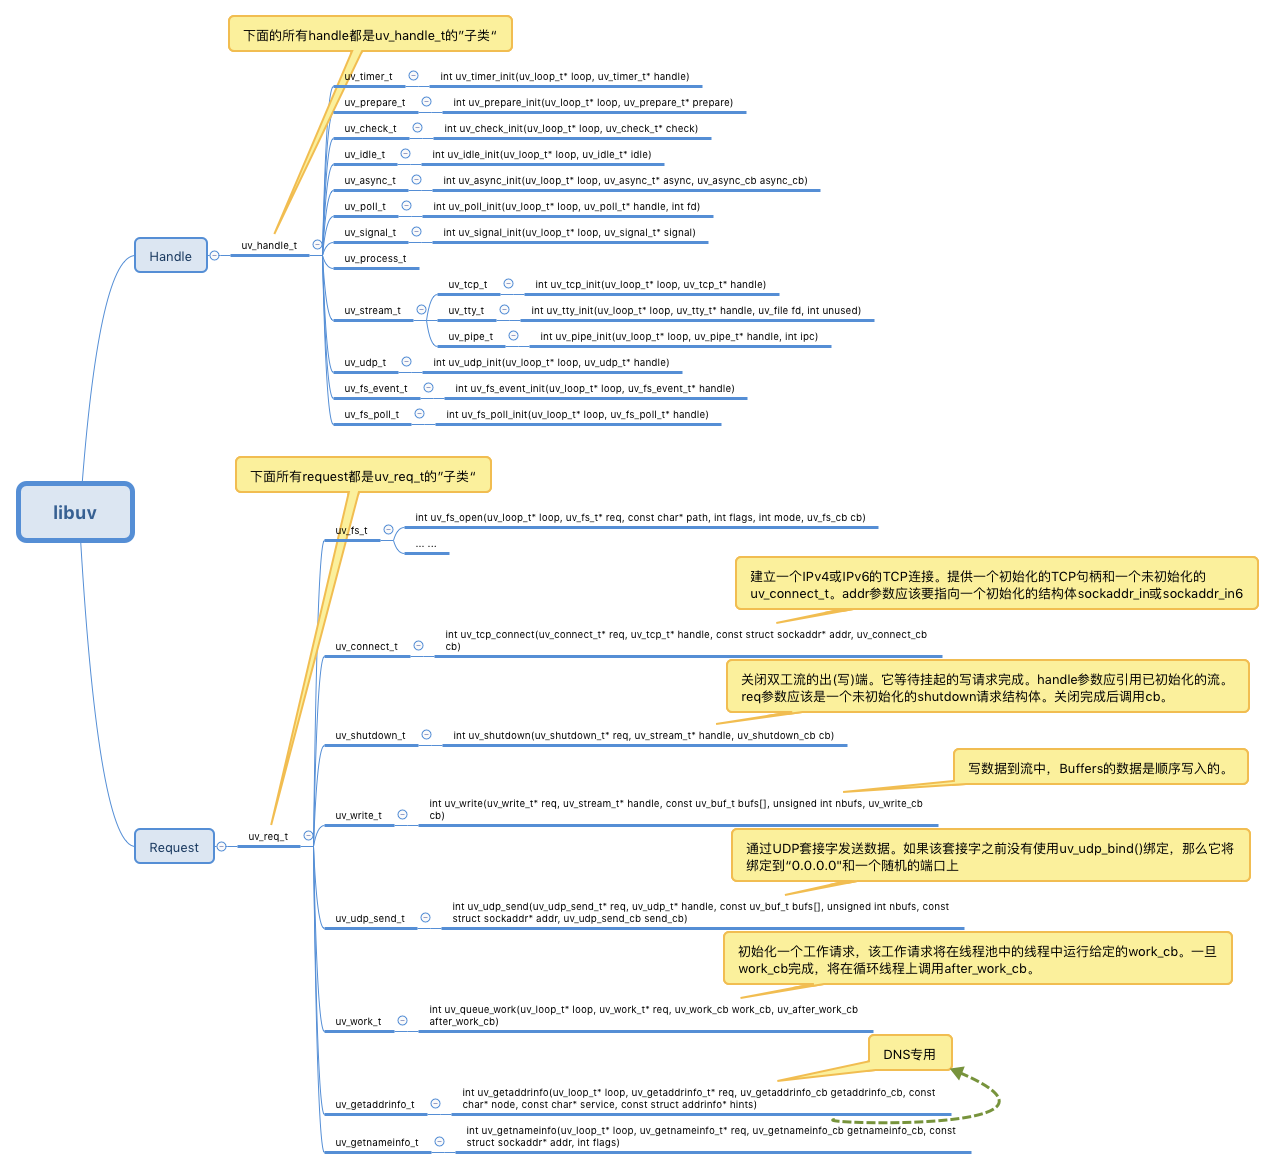 下面的所有handle都是uv_handle_t的”子类“
uv_timer_t
int uv_timer_init(uv_loop_t* loop, uv_timer_t* handle)
uv_prepare_t
int uv_prepare_init(uv_loop_t* loop, uv_prepare_t* prepare)
uv_check_t
int uv_check_init(uv_loop_t* loop, uv_check_t* check)
uv_idle_t
int uv_idle_init(uv_loop_t* loop, uv_idle_t* idle)
uv_async_t
int uv_async_init(uv_loop_t* loop, uv_async_t* async, uv_async_cb async_cb)
uv_poll_t
int uv_poll_init(uv_loop_t* loop, uv_poll_t* handle, int fd)
uv_signal_t
int uv_signal_init(uv_loop_t* loop, uv_signal_t* signal)
Handle
uv_handle_t
uv_process_t
uv_stream_t
uv_tcp_t
int uv_tcp_init(uv_loop_t* loop, uv_tcp_t* handle)
uv_tty_t
int uv_tty_init(uv_loop_t* loop, uv_tty_t* handle, uv_file fd, int unused)
uv_pipe_t
int uv_pipe_init(uv_loop_t* loop, uv_pipe_t* handle, int ipc)
uv_udp_t
int uv_udp_init(uv_loop_t* loop, uv_udp_t* handle)
uv_fs_event_t
int uv_fs_event_init(uv_loop_t* loop, uv_fs_event_t* handle)
uv_fs_poll_t
int uv_fs_poll_init(uv_loop_t* loop, uv_fs_poll_t* handle)
libuv
下面所有request都是uv_req_t的”子类“
uv_fs_t
int uv_fs_open(uv_loop_t* loop, uv_fs_t* req, const char* path, int flags, int mode, uv_fs_cb cb)
... ...
建立一个IPv4或IPv6的TCP连接。提供一个初始化的TCP句柄和一个未初始化的
uv_connect_t。addr参数应该要指向一个初始化的结构体sockaddr_in或sockaddr_in6
uv_connect_t
int uv_tcp_connect(uv_connect_t* req, uv_tcp_t* handle, const struct sockaddr* addr, uv_connect_cb
cb)
关闭双工流的出(写)端。它等待挂起的写请求完成。handle参数应引用已初始化的流。
req参数应该是一个未初始化的shutdown请求结构体。关闭完成后调用cb。
uv_shutdown_t
int uv_shutdown(uv_shutdown_t* req, uv_stream_t* handle, uv_shutdown_cb cb)
写数据到流中，Buffers的数据是顺序写入的。
uv_write_t
int uv_write(uv_write_t* req, uv_stream_t* handle, const uv_buf_t bufs[], unsigned int nbufs, uv_write_cb
cb)
Request
uv_req_t
通过UDP套接字发送数据。如果该套接字之前没有使用uv_udp_bind()绑定，那么它将
绑定到“0.0.0.0"和一个随机的端口上
uv_udp_send_t
int uv_udp_send(uv_udp_send_t* req, uv_udp_t* handle, const uv_buf_t bufs[], unsigned int nbufs, const
struct sockaddr* addr, uv_udp_send_cb send_cb)
初始化一个工作请求，该工作请求将在线程池中的线程中运行给定的work_cb。一旦
work_cb完成，将在循环线程上调用after_work_cb。
uv_work_t
int uv_queue_work(uv_loop_t* loop, uv_work_t* req, uv_work_cb work_cb, uv_after_work_cb
after_work_cb)
DNS专用
uv_getaddrinfo_t
int uv_getaddrinfo(uv_loop_t* loop, uv_getaddrinfo_t* req, uv_getaddrinfo_cb getaddrinfo_cb, const
char* node, const char* service, const struct addrinfo* hints)
uv_getnameinfo_t
int uv_getnameinfo(uv_loop_t* loop, uv_getnameinfo_t* req, uv_getnameinfo_cb getnameinfo_cb, const
struct sockaddr* addr, int flags)